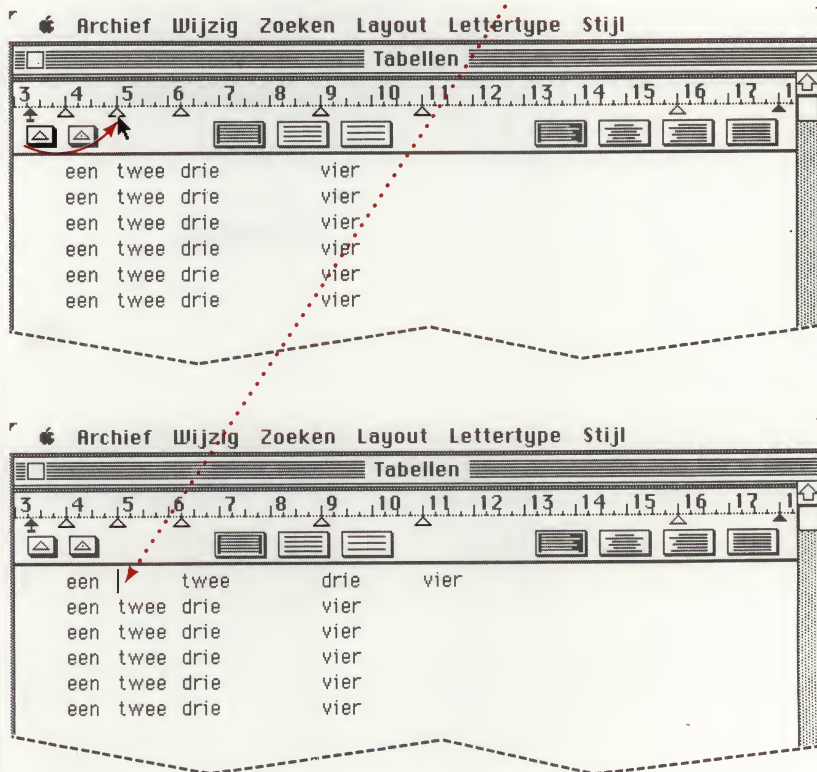 Archief Wijzig Zoeken Layout Lettertype Stijl
Tabellen
3 4 5 6 7 8 9 10 11 12 13 14 15 16 17 1
een twee drie vier
een twee drie vier
een twee drie vier
een twee drie vier
een twee drie vier
een twee drie vier
Archief Wijzig Zoeken Layout Lettertype Stijl
Tabellen
3 4 5 6 7 8 9 10 11 12 13 14 15 16 17 1
een twee drie vier
een twee drie vier
een twee drie vier
een twee drie vier
een twee drie vier
een twee drie vier